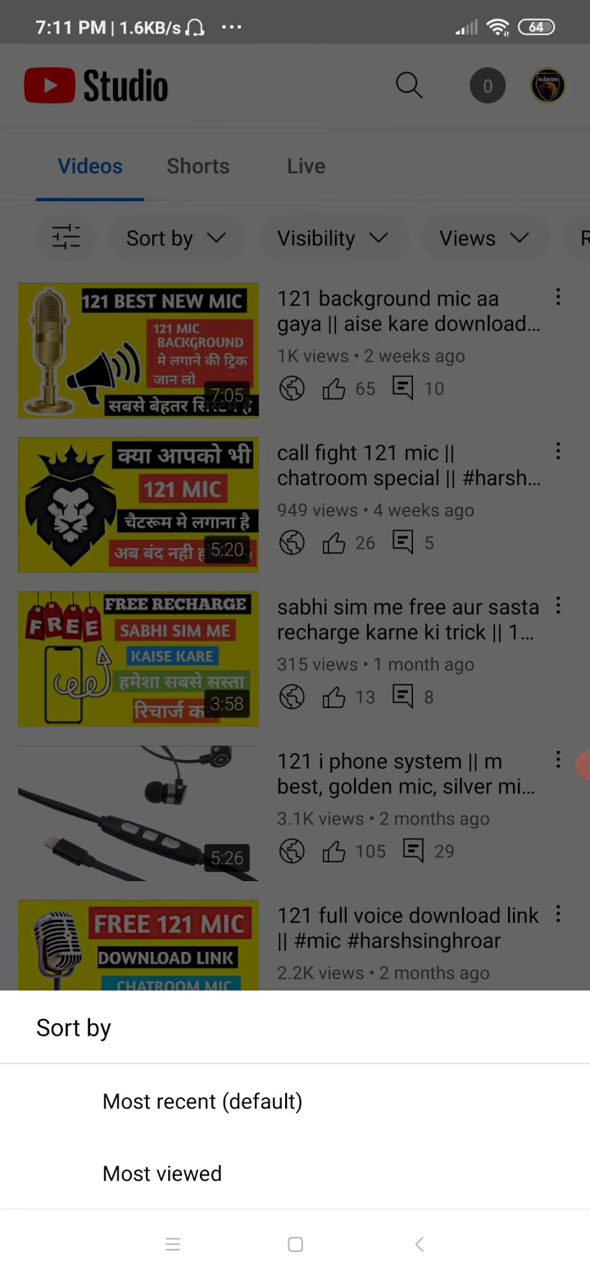 7:11 PM | 1.6KB/s ... 64
Studio 0
Videos Shorts Live
Sort by Visibility Views R
121 BEST NEW MIC
121 MIC
BACKGROUND
मे लगाने की ट्रिक
जान लो
सबसे बेहतर
7:05
121 background mic aa
gaya || aise kare download...
1K views • 2 weeks ago
65 10
क्या आपको भी
121 MIC
चैटरूम मे लगाना है
अब बंद नही
5:20
call fight 121 mic ||
chatroom special || #harsh...
949 views • 4 weeks ago
26 5
FREE RECHARGE
FREE
SABHI SIM ME
KAISE KARE
हमेशा सबसे सस्ता
रिचार्ज
3:58
sabhi sim me free aur sasta
recharge karne ki trick || 1...
315 views • 1 month ago
13 8
5:26
121 i phone system || m
best, golden mic, silver mi...
3.1K views • 2 months ago
105 29
FREE 121 MIC
DOWNLOAD LINK
CHATROOM MIC
121 full voice download link
|| #mic #harshsinghroar
2.2K views • 2 months ago
Sort by
Most recent (default)
Most viewed